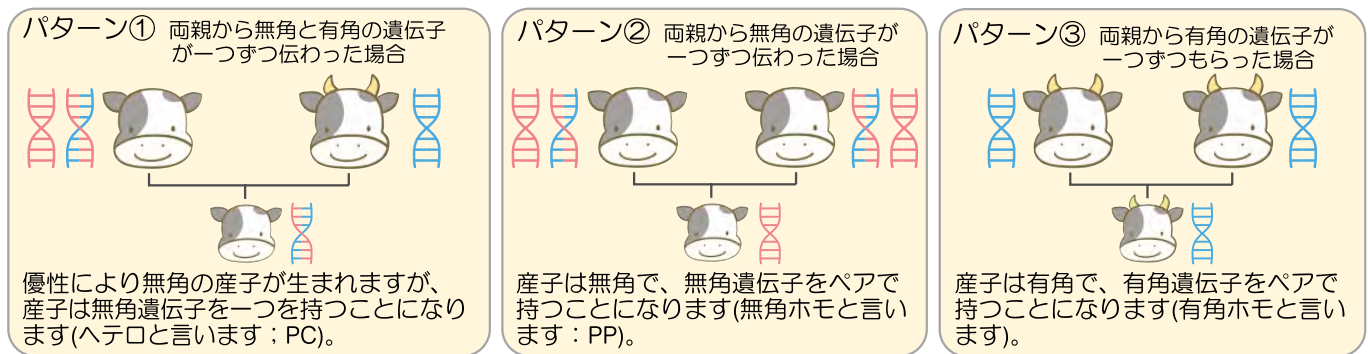 パターン① 両親から無角と有角の遺伝子
が一つずつ伝わった場合
優性により無角の産子が生まれますが、
産子は無角遺伝子を一つを持つことになり
ます(ヘテロと言います；PC)。
パターン② 両親から無角の遺伝子が
一つずつ伝わった場合
産子は無角で、無角遺伝子をペアで
持つことになります(無角ホモと言い
ます：PP)。
パターン③ 両親から有角の遺伝子が
一つずつもらった場合
産子は有角で、有角遺伝子をペアで
持つことになります(有角ホモと言い
ます)。